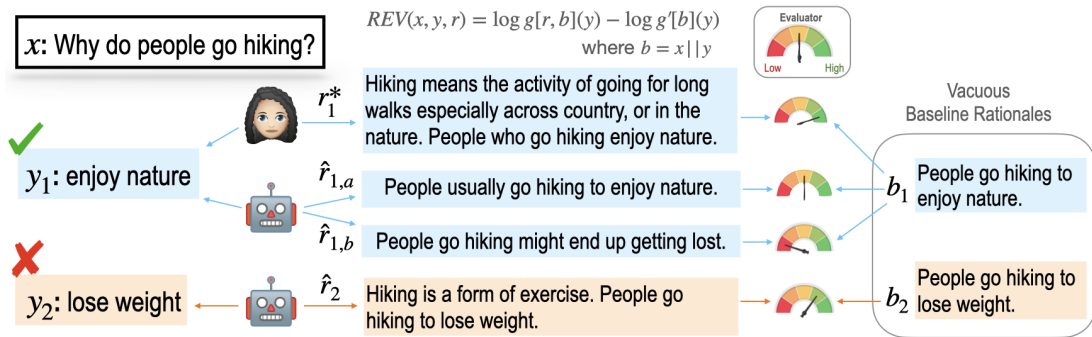 REV(x, y, r) = log g[r, b](y) − log g′[b](y)
where b = x||y
x: Why do people go hiking?
Evaluator
Low
High
Vacuous
Baseline Rationales
r₁*
Hiking means the activity of going for long
walks especially across country, or in the
nature. People who go hiking enjoy nature.
y₁: enjoy nature
r̂₁,ₐ
People usually go hiking to enjoy nature.
b₁
People go hiking to
enjoy nature.
r̂₁,b
People go hiking might end up getting lost.
y₂: lose weight
r̂₂
Hiking is a form of exercise. People go
hiking to lose weight.
b₂
People go hiking to
lose weight.